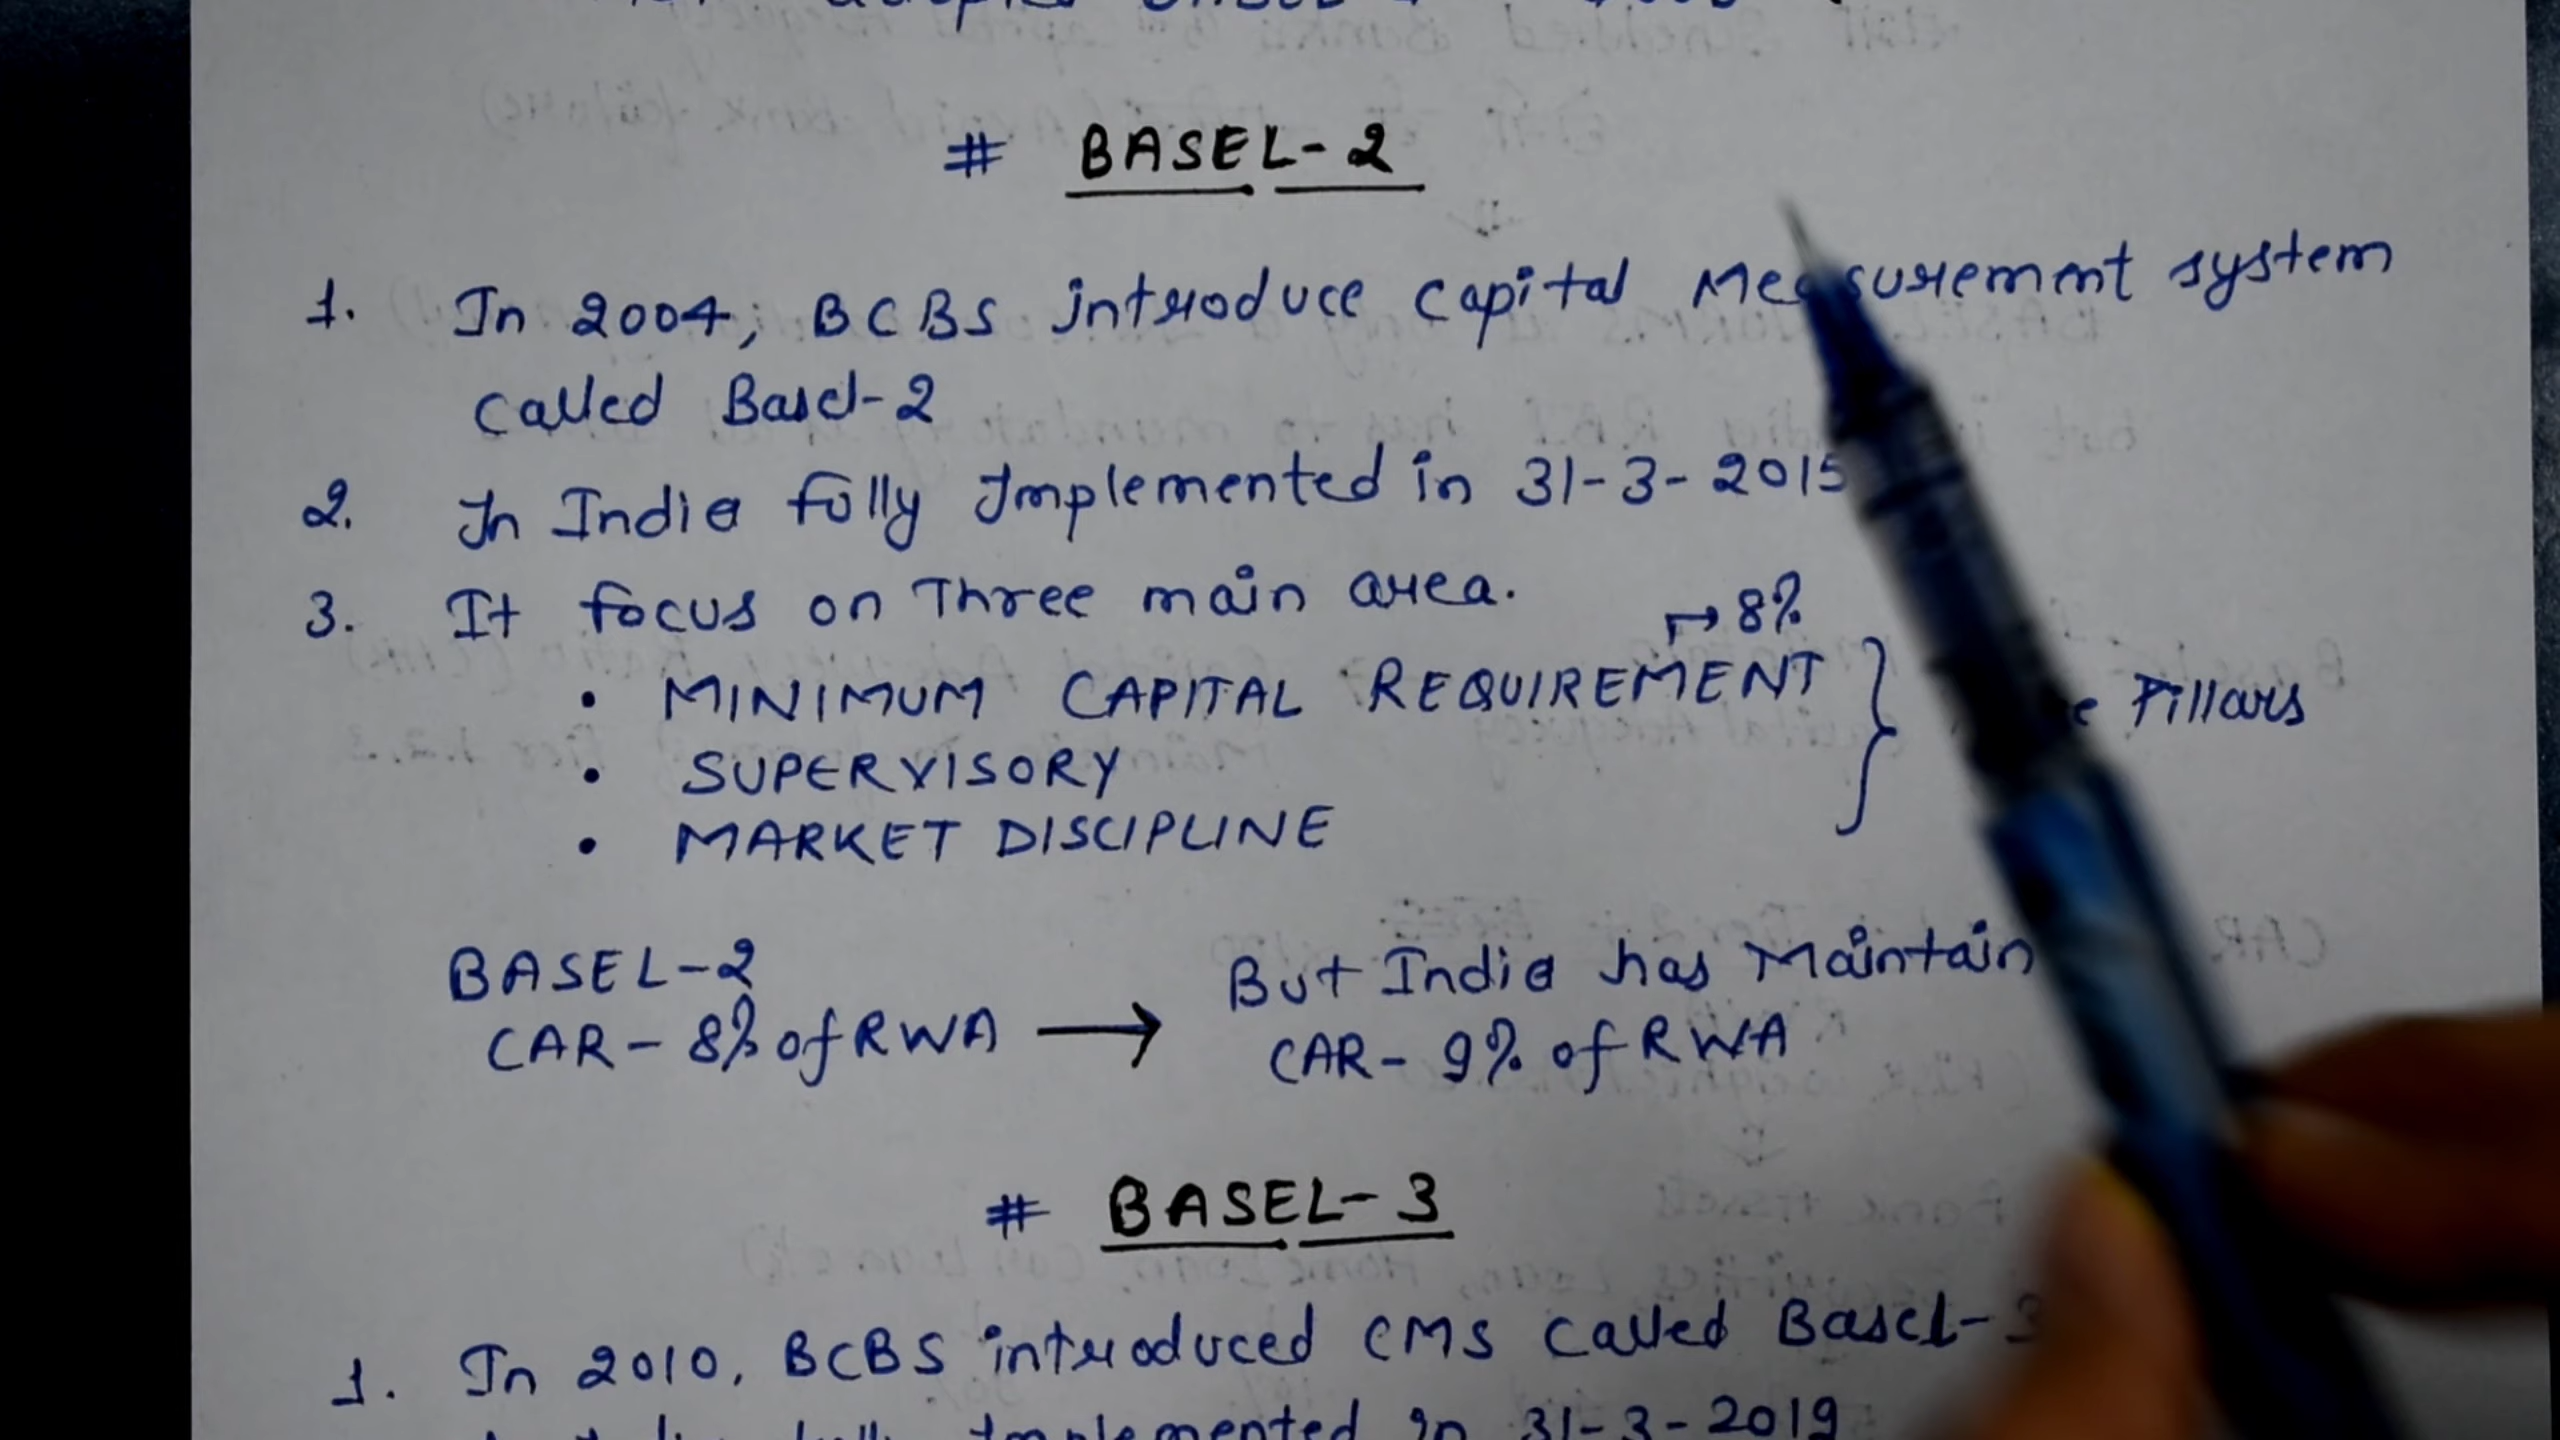 # BASEL-2
1. In 2004, BCBS introduce capital Measurement system
called Basel-2
2. In India fully Implemented in 31-3-2015
3. It focus on Three main area.
→ 8%
• MINIMUM CAPITAL REQUIREMENT
• SUPERVISORY
• MARKET DISCIPLINE
Pillars
BASEL-2
CAR - 8% of RWA →
But India has Maintain
CAR - 9% of RWA
# BASEL-3
1. In 2010, BCBS introduced CMS called Basel-3
Implemented in 31-3-2019